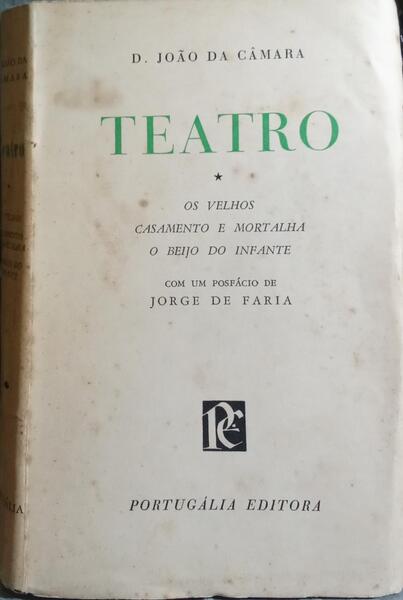 D. JOÃO DA CÂMARA
TEATRO
★
OS VELHOS
CASAMENTO E MORTALHA
O BEIJO DO INFANTE
COM UM POSFÁCIO DE
JORGE DE FARIA
PORTUGÁLIA EDITORA